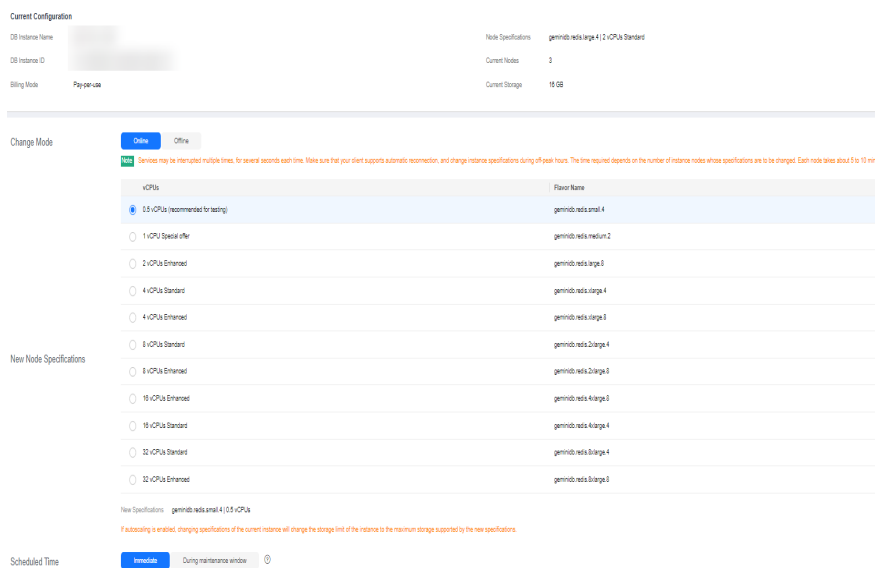 Current Configuration
DB Instance Name
Node Specifications geminidb.redis.large.4 | 2 vCPUs Standard
DB Instance ID
Current Nodes 3
Billing Mode Pay-per-use
Current Storage 16 GB
Change Mode
Online Offline
Note Services may be interrupted multiple times, for several seconds each time. Make sure that your client supports automatic reconnection, and change instance specifications during off-peak hours. The time required depends on the number of instance nodes whose specifications are to be changed. Each node takes about 5 to 10 min
vCPUs Flavor Name
0.5 vCPUs (recommended for testing) geminidb.redis.small.4
1 vCPU Special offer geminidb.redis.medium.2
2 vCPUs Enhanced geminidb.redis.large.8
4 vCPUs Standard geminidb.redis.xlarge.4
4 vCPUs Enhanced geminidb.redis.xlarge.8
8 vCPUs Standard geminidb.redis.2xlarge.4
New Node Specifications
8 vCPUs Enhanced geminidb.redis.2xlarge.8
16 vCPUs Enhanced geminidb.redis.4xlarge.8
16 vCPUs Standard geminidb.redis.4xlarge.4
32 vCPUs Standard geminidb.redis.8xlarge.4
32 vCPUs Enhanced geminidb.redis.8xlarge.8
New Specifications geminidb.redis.small.4 | 0.5 vCPUs
If autoscaling is enabled, changing specifications of the current instance will change the storage limit of the instance to the maximum storage supported by the new specifications.
Scheduled Time
Immediate During maintenance window ?